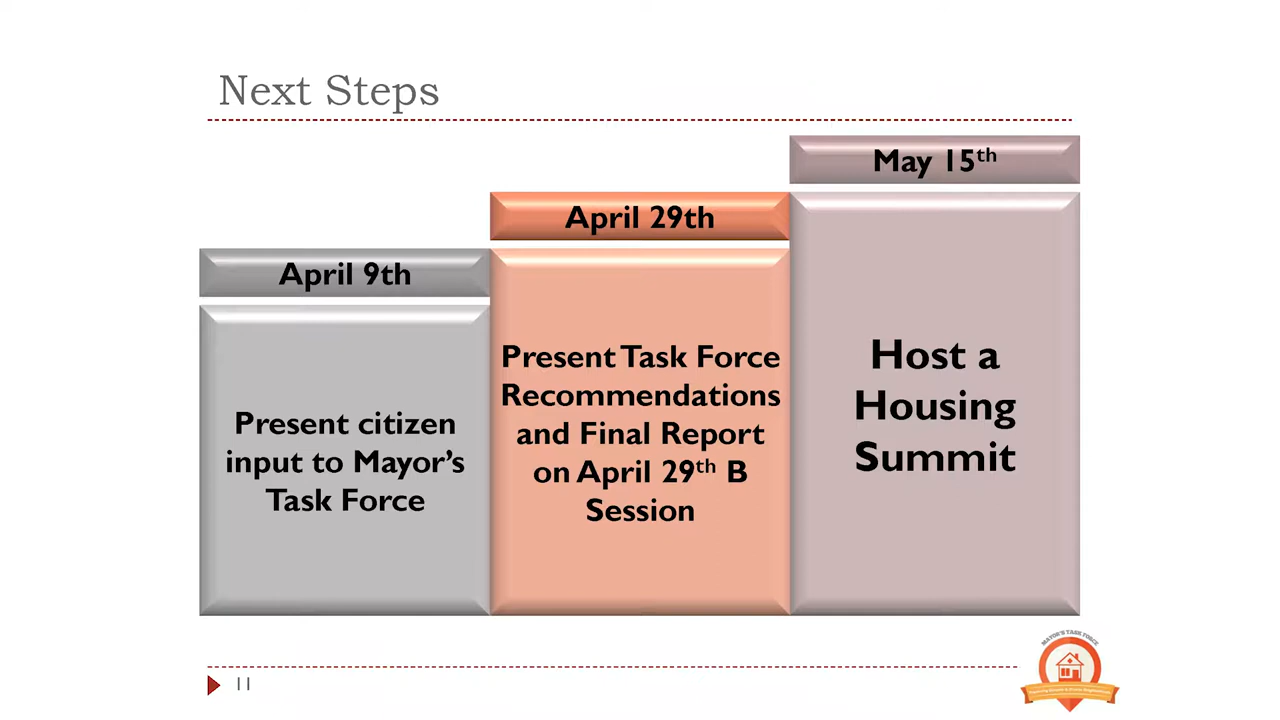 Next Steps
April 9th
Present citizen
input to Mayor's
Task Force
April 29th
Present Task Force
Recommendations
and Final Report
on April 29th B
Session
May 15th
Host a
Housing
Summit
11
MAYOR'S TASK FORCE